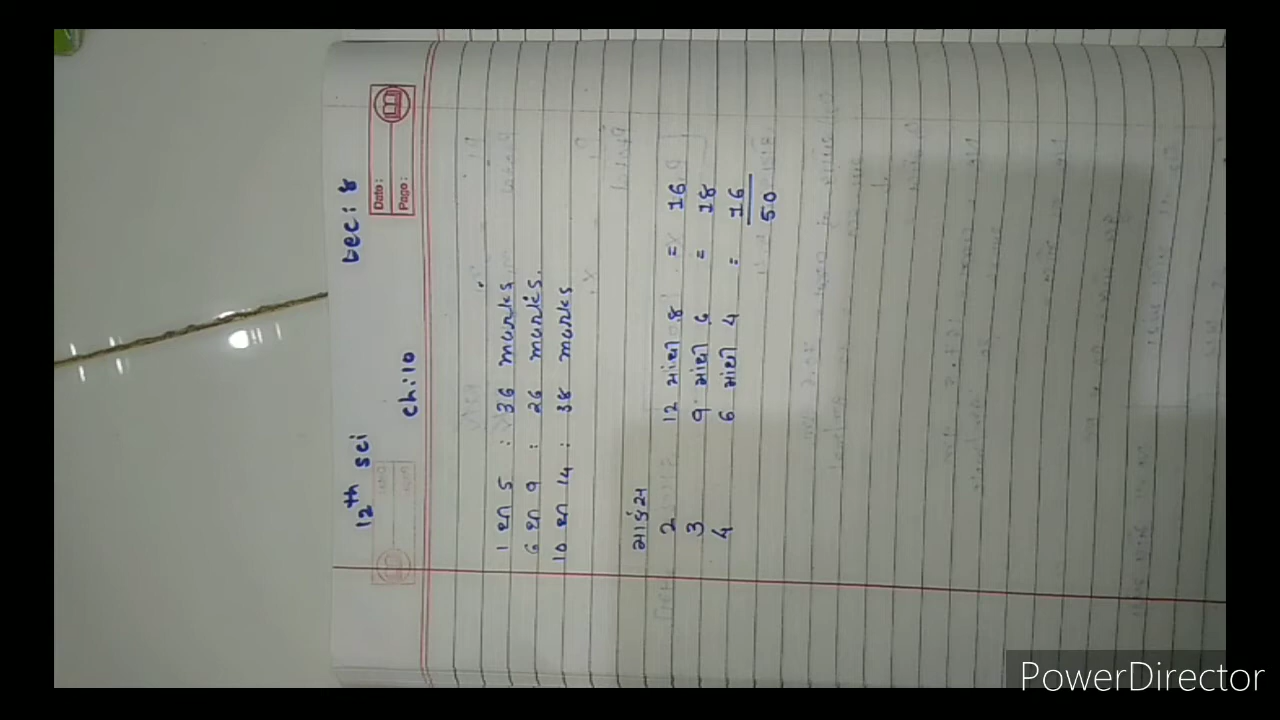 12th sci Lec: 8
Date:
Page:
ch:10
1 થી 5 : 36 marks
6 થી 9 : 26 marks.
10 થી 14 : 38 marks
માર્કસ
2 12 માંથી 8 = 16
3 9 માંથી 6 = 18
4 6 માંથી 4 = 16
50
PowerDirector